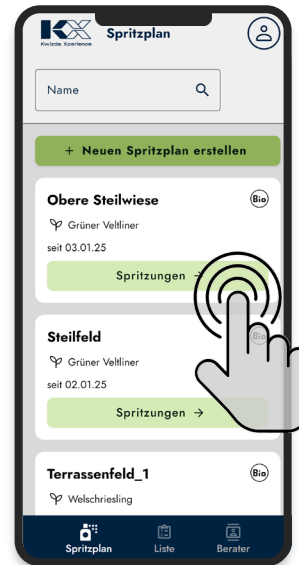 KX
Kwizda Xperience
Spritzplan
Name
+ Neuen Spritzplan erstellen
Obere Steilwiese
Bio
Grüner Veltliner
seit 03.01.25
Spritzungen →
Steilfeld
Bio
Grüner Veltliner
seit 02.01.25
Spritzungen →
Terrassenfeld_1
Bio
Welschriesling
Spritzplan
Liste
Berater